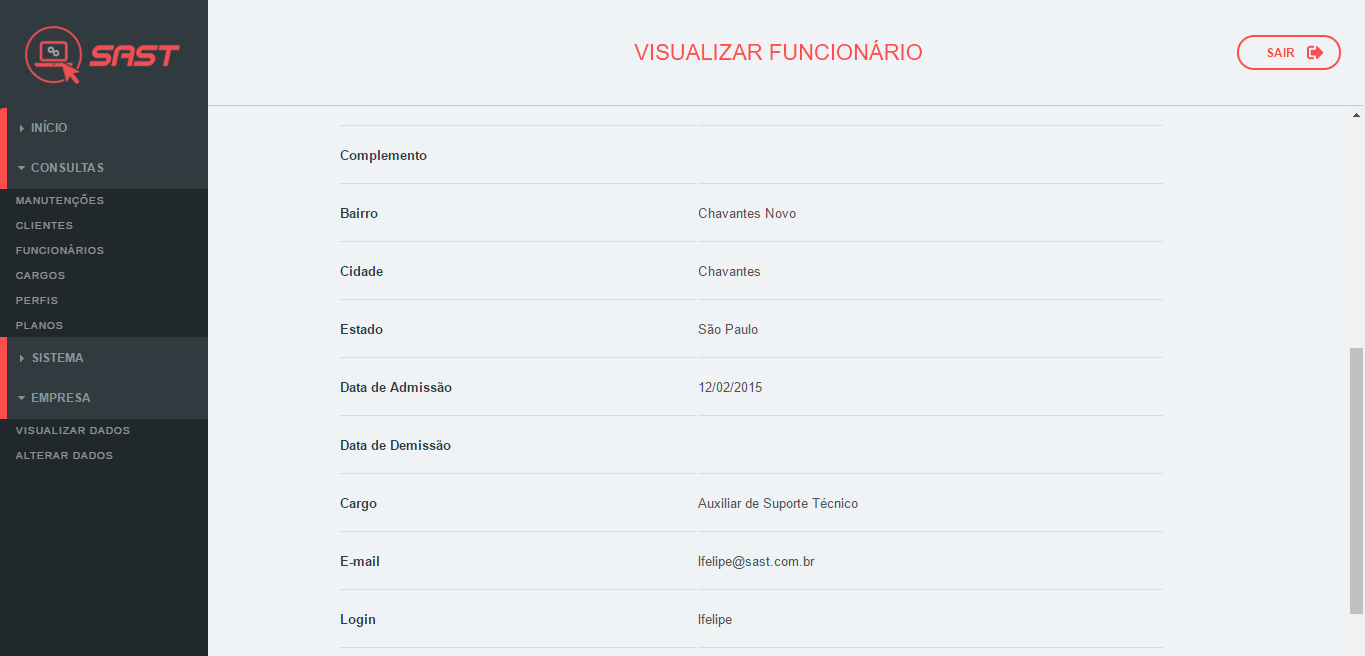 SAST
VISUALIZAR FUNCIONÁRIO
SAIR
INÍCIO
CONSULTAS
MANUTENÇÕES
CLIENTES
FUNCIONÁRIOS
CARGOS
PERFIS
PLANOS
SISTEMA
EMPRESA
VISUALIZAR DADOS
ALTERAR DADOS
Complemento
Bairro Chavantes Novo
Cidade Chavantes
Estado São Paulo
Data de Admissão 12/02/2015
Data de Demissão
Cargo Auxiliar de Suporte Técnico
E-mail lfelipe@sast.com.br
Login lfelipe